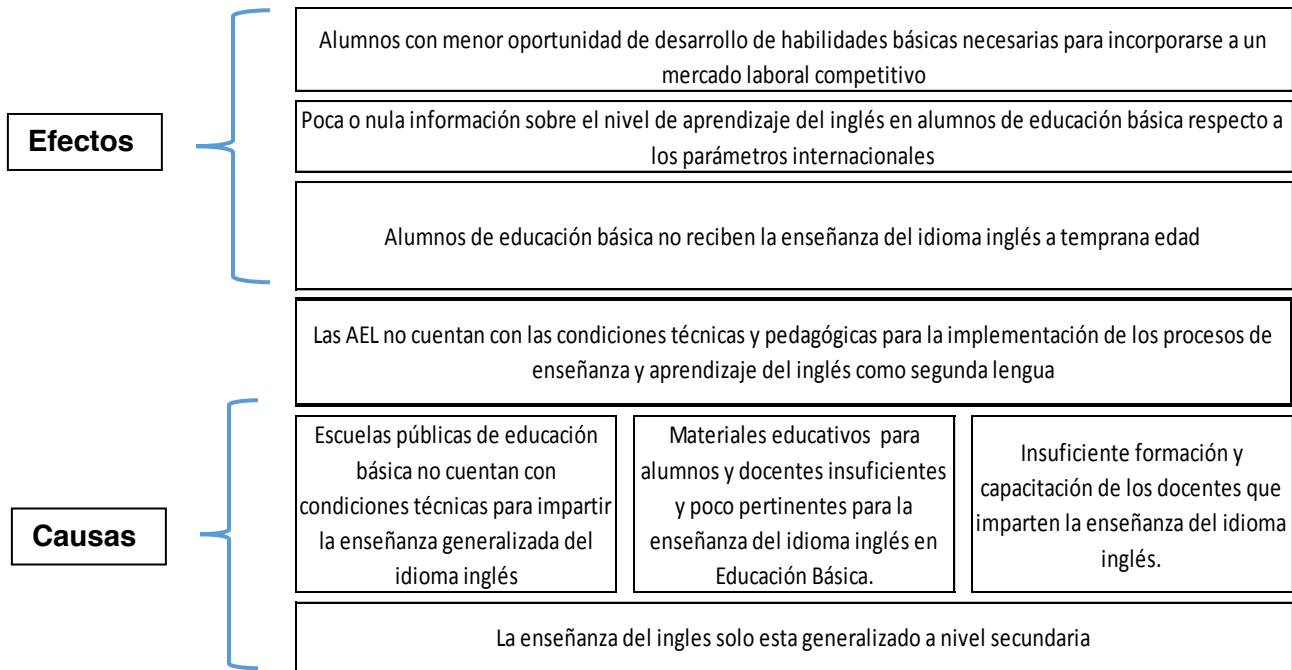 Alumnos con menor oportunidad de desarrollo de habilidades básicas necesarias para incorporarse a un
mercado laboral competitivo
Efectos
Poca o nula información sobre el nivel de aprendizaje del inglés en alumnos de educación básica respecto a
los parámetros internacionales
Alumnos de educación básica no reciben la enseñanza del idioma inglés a temprana edad
Las AEL no cuentan con las condiciones técnicas y pedagógicas para la implementación de los procesos de
enseñanza y aprendizaje del inglés como segunda lengua
Causas
Escuelas públicas de educación
básica no cuentan con
condiciones técnicas para impartir
la enseñanza generalizada del
idioma inglés
Materiales educativos para
alumnos y docentes insuficientes
y poco pertinentes para la
enseñanza del idioma inglés en
Educación Básica.
Insuficiente formación y
capacitación de los docentes que
imparten la enseñanza del idioma
inglés.
La enseñanza del ingles solo esta generalizado a nivel secundaria